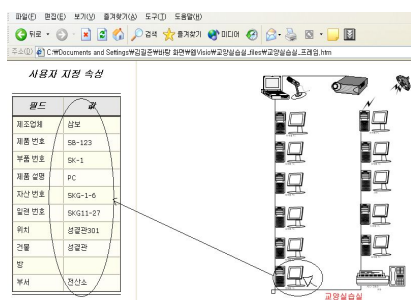 파일(F) 편집(E) 보기(V) 즐겨찾기(A) 도구(T) 도움말(H)
뒤로 검색 즐겨찾기 미디어
주소(D) C:₩Documents and Settings₩김길준₩바탕 화면₩웹Visio₩교양실습실_files₩교양실습실_프레임.htm
사용자 지정 속성
필드 값
제조업체 삼보
제품 번호 SB-123
부품 번호 SK-1
제품 설명 PC
자산 번호 SKG-1-6
일련 번호 SKG11-27
위치 성결관301
건물 성결관
방
부서 전산소
교양실습실